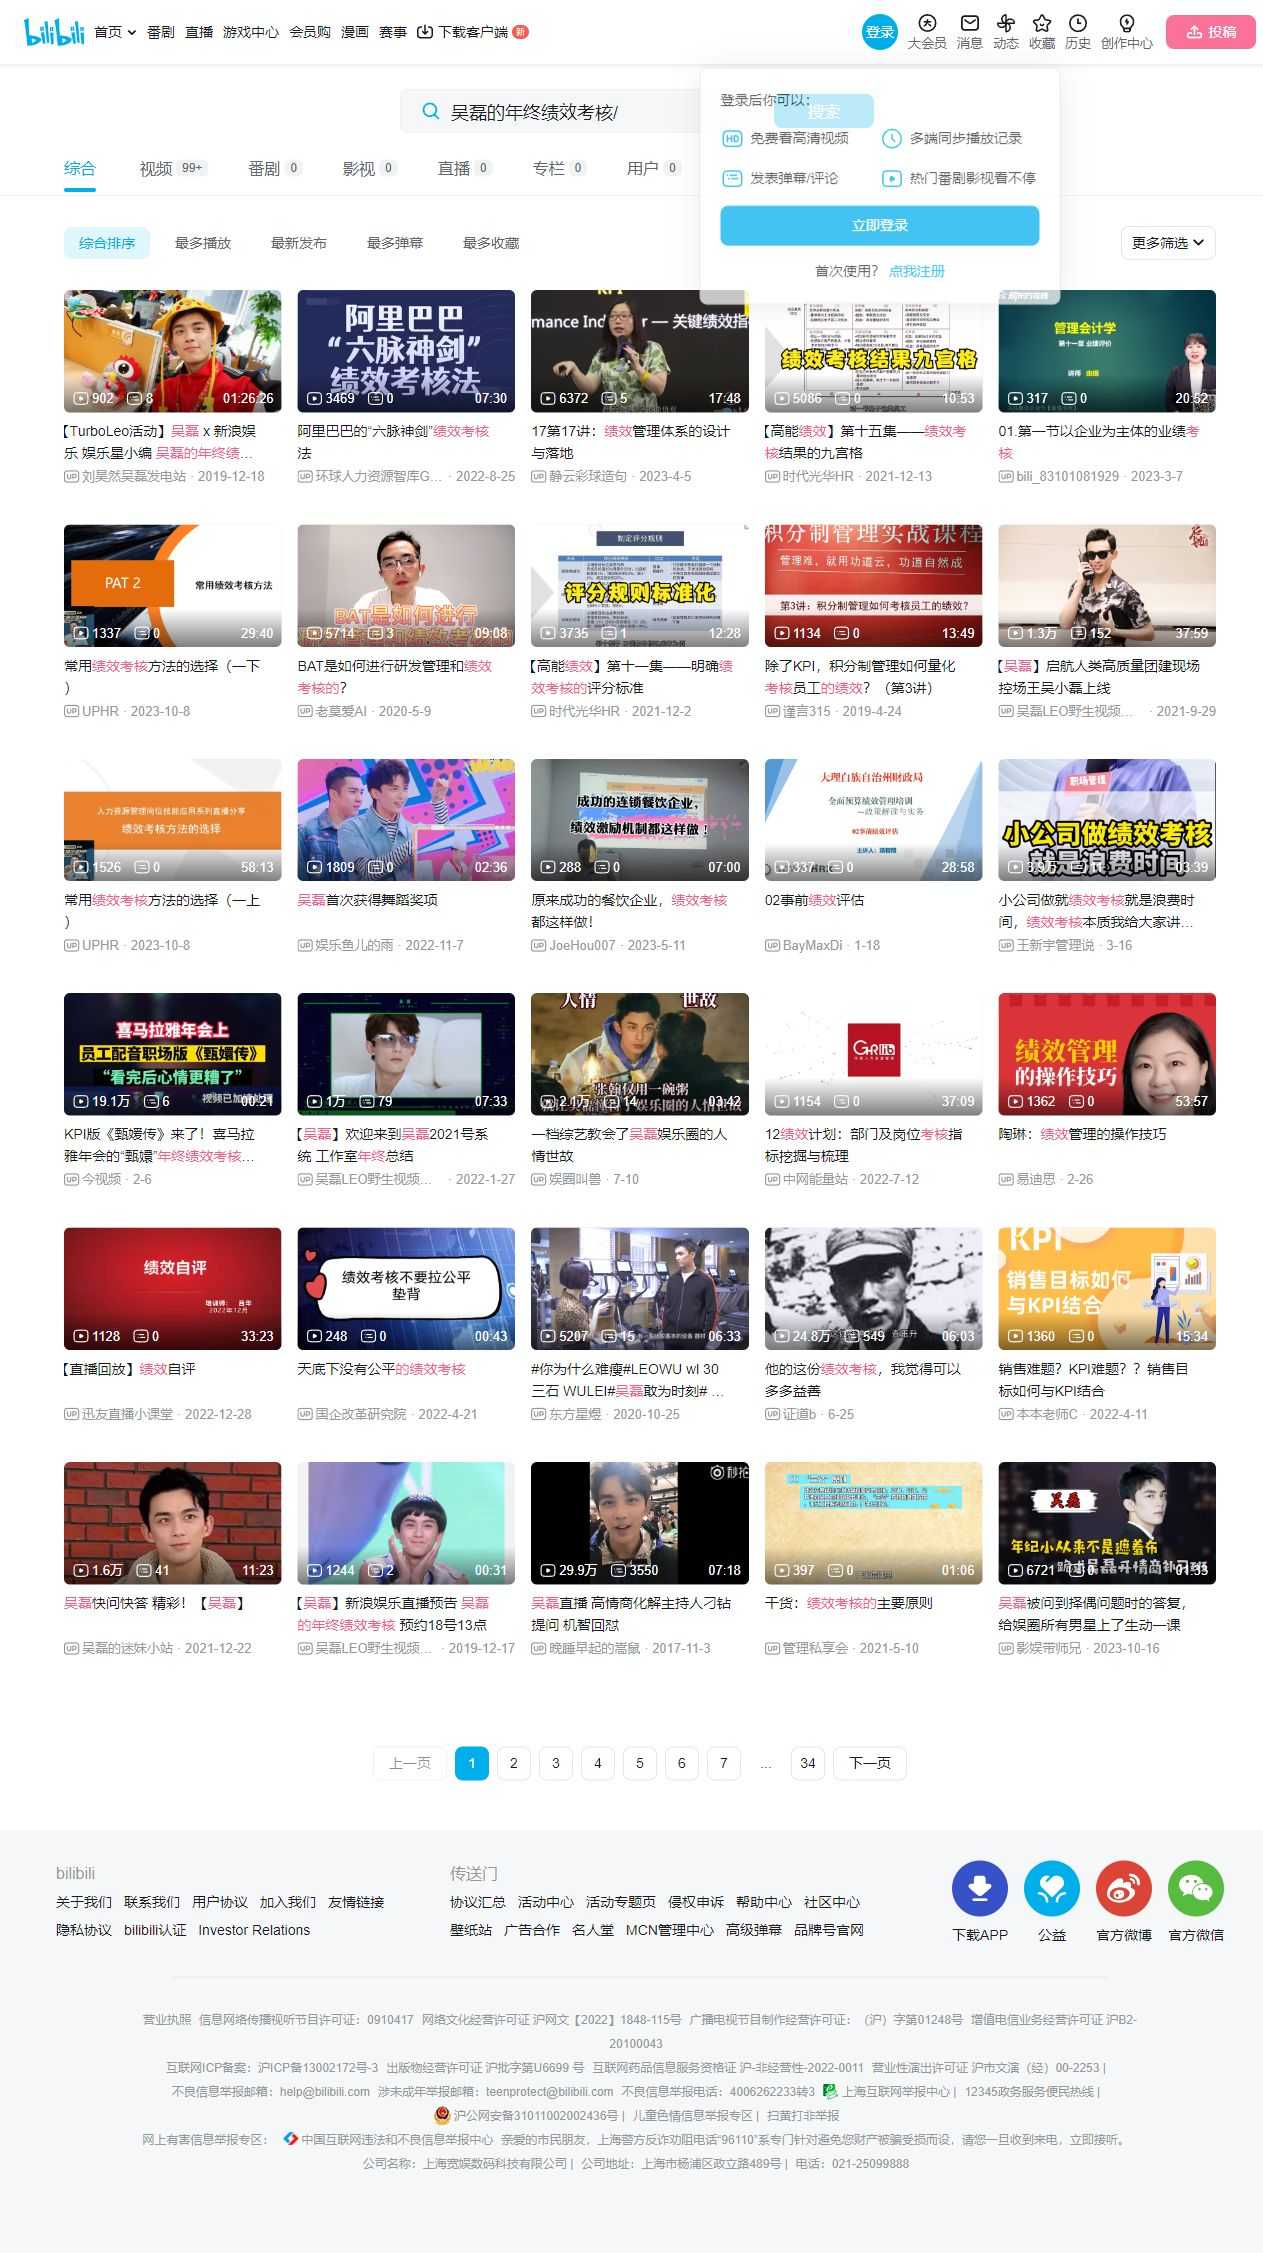 bilibili 首页 番剧 直播 游戏中心 会员购 漫画 赛事 下载客户端 新
登录 大会员 消息 动态 收藏 历史 创作中心 投稿
吴磊的年终绩效考核/
搜索
登录后你可以：
免费看高清视频 多端同步播放记录
发表弹幕/评论 热门番剧影视看不停
立即登录
首次使用？ 点我注册
综合 视频 99+ 番剧 0 影视 0 直播 0 专栏 0 用户 0
综合排序 最多播放 最新发布 最多弹幕 最多收藏 更多筛选
902 8 01:26:26
【TurboLeo活动】吴磊 x 新浪娱
乐 娱乐星小编 吴磊的年终绩...
刘昊然吴磊发电站 · 2019-12-18
阿里巴巴
“六脉神剑”
绩效考核法
3469 0 07:30
阿里巴巴的“六脉神剑”绩效考核
法
环球人力资源智库G... · 2022-8-25
关键绩效指
6372 5 17:48
17第17讲：绩效管理体系的设计
与落地
静云彩球造句 · 2023-4-5
绩效考核结果九宫格
5086 0 10:53
【高能绩效】第十五集——绩效考
核结果的九宫格
时代光华HR · 2021-12-13
管理会计学
第十一章 业绩评价
317 0 20:52
01.第一节以企业为主体的业绩考
核
bili_83101081929 · 2023-3-7
PAT 2
常用绩效考核方法
1337 0 29:40
常用绩效考核方法的选择（一下
）
UPHR · 2023-10-8
BAT是如何进行
5714 3 09:08
BAT是如何进行研发管理和绩效
考核的？
老莫爱AI · 2020-5-9
制定评分规则
评分规则标准化
3735 1 12:28
【高能绩效】第十一集——明确绩
效考核的评分标准
时代光华HR · 2021-12-2
积分制管理实战课程
管理难，就用功道云，功道自然成
第3讲：积分制管理如何考核员工的绩效？
1134 0 13:49
除了KPI，积分制管理如何量化
考核员工的绩效？（第3讲）
谨言315 · 2019-4-24
1.3万 152 37:59
【吴磊】启航人类高质量团建现场
控场王吴小磊上线
吴磊LEO野生视频... · 2021-9-29
人力资源管理岗位技能应用系列直播分享
绩效考核方法的选择
1526 0 58:13
常用绩效考核方法的选择（一上
）
UPHR · 2023-10-8
1809 0 02:36
吴磊首次获得舞蹈奖项
娱乐鱼儿的雨 · 2022-11-7
成功的连锁餐饮企业，
绩效激励机制都这样做！
288 0 07:00
原来成功的餐饮企业，绩效考核
都这样做！
JoeHou007 · 2023-5-11
大理白族自治州财政局
全面预算绩效管理培训
—政策解读与实务
02事前绩效评估
337 0 28:58
02事前绩效评估
BayMaxDi · 1-18
职场管理
小公司做绩效考核
就是浪费时间
03:39
小公司做就绩效考核就是浪费时
间，绩效考核本质我给大家讲...
王新宇管理说 · 3-16
喜马拉雅年会上
员工配音职场版《甄嬛传》
“看完后心情更糟了”
19.1万 6 00:21
KPI版《甄嬛传》来了！喜马拉
雅年会的“甄嬛”年终绩效考核...
今视频 · 2-6
1万 79 07:33
【吴磊】欢迎来到吴磊2021号系
统 工作室年终总结
吴磊LEO野生视频... · 2022-1-27
人情 世故
张翰仅用一碗粥
2.1万 14 03:42
一档综艺教会了吴磊娱乐圈的人
情世故
娱圈叫兽 · 7-10
GHRlib
1154 0 37:09
12绩效计划：部门及岗位考核指
标挖掘与梳理
中网能量站 · 2022-7-12
绩效管理
的操作技巧
1362 0 53:57
陶琳：绩效管理的操作技巧
易迪思 · 2-26
绩效自评
2022年12月
1128 0 33:23
【直播回放】绩效自评
迅友直播小课堂 · 2022-12-28
绩效考核不要拉公平
垫背
248 0 00:43
天底下没有公平的绩效考核
国企改革研究院 · 2022-4-21
5207 15 06:33
#你为什么难瘦#LEOWU wl 30
三石 WULEI#吴磊敢为时刻# ...
东方星煜 · 2020-10-25
24.8万 549 06:03
他的这份绩效考核，我觉得可以
多多益善
证道b · 6-25
KPI
销售目标如何
与KPI结合
1360 0 15:34
销售难题？KPI难题？？销售目
标如何与KPI结合
本本老师C · 2022-4-11
1.6万 41 11:23
吴磊快问快答 精彩！【吴磊】
吴磊的迷妹小站 · 2021-12-22
1244 2 00:31
【吴磊】新浪娱乐直播预告 吴磊
的年终绩效考核 预约18号13点
吴磊LEO野生视频... · 2019-12-17
秒拍
29.9万 3550 07:18
吴磊直播 高情商化解主持人刁钻
提问 机智回怼
晚睡早起的嵩鼠 · 2017-11-3
397 0 01:06
干货：绩效考核的主要原则
管理私享会 · 2021-5-10
吴磊
年纪小从来不是遮羞布
6721 0 01:33
吴磊被问到择偶问题时的答复，
给娱圈所有男星上了生动一课
影娱带师兄 · 2023-10-16
上一页 1 2 3 4 5 6 7 ... 34 下一页
bilibili
关于我们 联系我们 用户协议 加入我们 友情链接
隐私协议 bilibili认证 Investor Relations
传送门
协议汇总 活动中心 活动专题页 侵权申诉 帮助中心 社区中心
壁纸站 广告合作 名人堂 MCN管理中心 高级弹幕 品牌号官网
下载APP 公益 官方微博 官方微信
营业执照 信息网络传播视听节目许可证：0910417 网络文化经营许可证 沪网文【2022】1848-115号 广播电视节目制作经营许可证：（沪）字第01248号 增值电信业务经营许可证 沪B2-
20100043
互联网ICP备案：沪ICP备13002172号-3 出版物经营许可证 沪批字第U6699 号 互联网药品信息服务资格证 沪-非经营性-2022-0011 营业性演出许可证 沪市文演（经）00-2253 |
不良信息举报邮箱：help@bilibili.com 涉未成年举报邮箱：teenprotect@bilibili.com 不良信息举报电话：4006262233转3 上海互联网举报中心 | 12345政务服务便民热线 |
沪公网安备31011002002436号 | 儿童色情信息举报专区 | 扫黄打非举报
网上有害信息举报专区： 中国互联网违法和不良信息举报中心 亲爱的市民朋友，上海警方反诈劝阻电话“96110”系专门针对避免您财产被骗受损而设，请您一旦收到来电，立即接听。
公司名称：上海宽娱数码科技有限公司 | 公司地址：上海市杨浦区政立路489号 | 电话：021-25099888